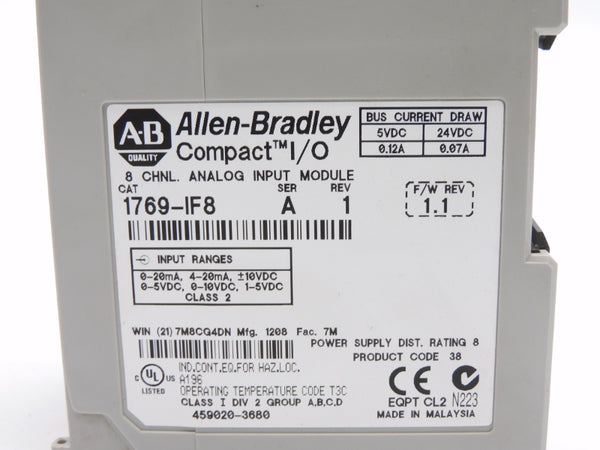 A-B
QUALITY
Allen-Bradley
Compact™ I/O
BUS CURRENT DRAW
5VDC 24VDC
0.12A 0.07A
8 CHNL. ANALOG INPUT MODULE
CAT SER REV
1769-IF8 A 1
F/W REV
1.1
INPUT RANGES
0-20mA, 4-20mA, ±10VDC
0-5VDC, 0-10VDC, 1-5VDC
CLASS 2
WIN (21) 7M8CG4DN Mfg. 1208 Fac. 7M
POWER SUPPLY DIST. RATING 8
PRODUCT CODE 38
IND.CONT.EQ.FOR HAZ.LOC.
C UL US
LISTED
A196
OPERATING TEMPERATURE CODE T3C
CLASS I DIV 2 GROUP A,B,C,D
459020-3680
CE
EQPT CL2 N223
MADE IN MALAYSIA